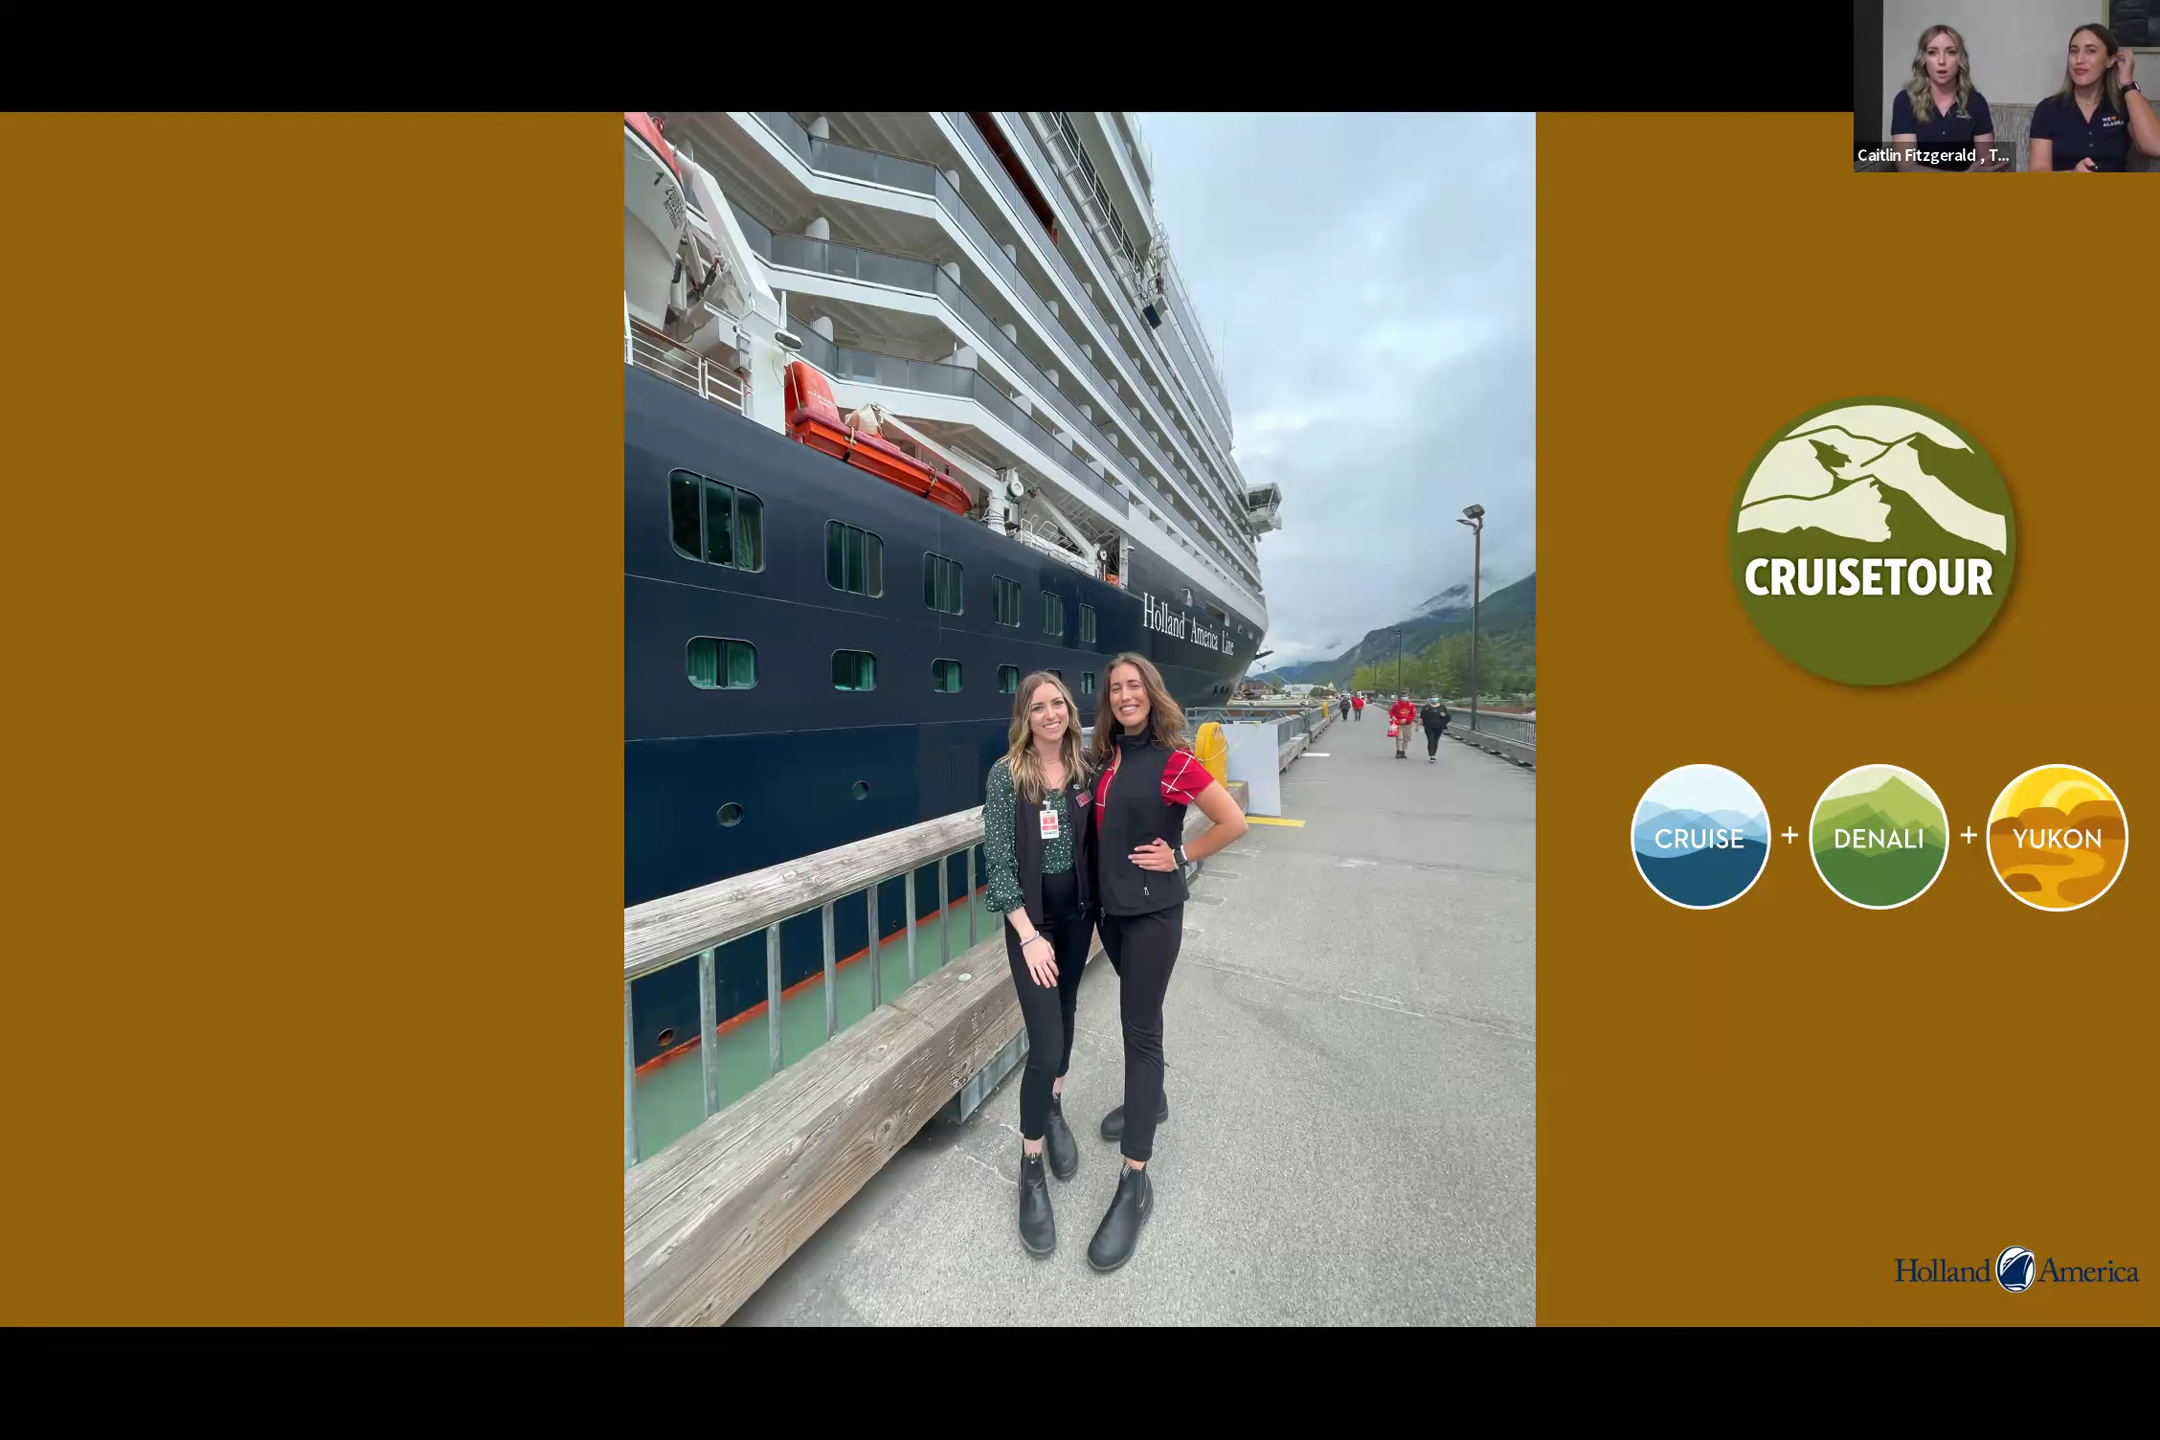 Caitlin Fitzgerald , T...
Holland America Line
CRUISETOUR
CRUISE + DENALI + YUKON
Holland America